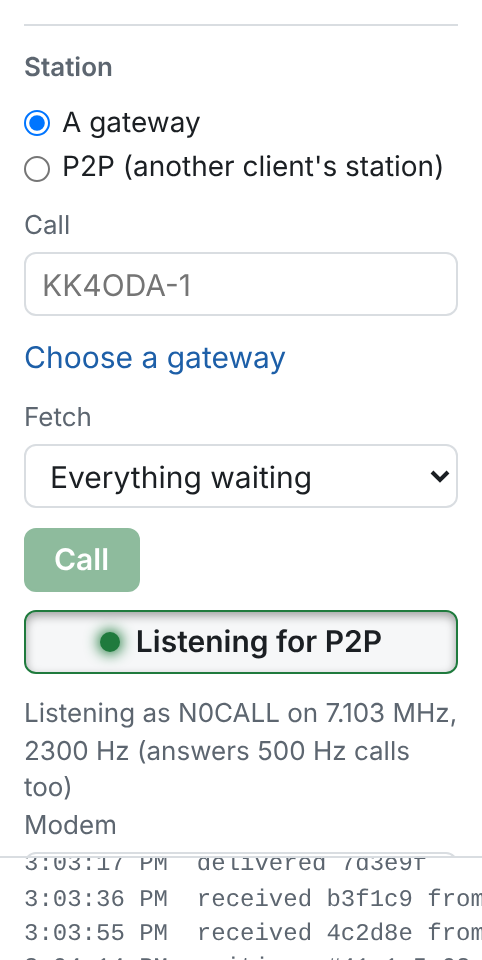 Station
A gateway
P2P (another client's station)
Call
KK4ODA-1
Choose a gateway
Fetch
Everything waiting
Call
Listening for P2P
Listening as N0CALL on 7.103 MHz,
2300 Hz (answers 500 Hz calls
too)
Modem
3:03:17 PM delivered 7d3e9f
3:03:36 PM received b3f1c9 from
3:03:55 PM received 4c2d8e from